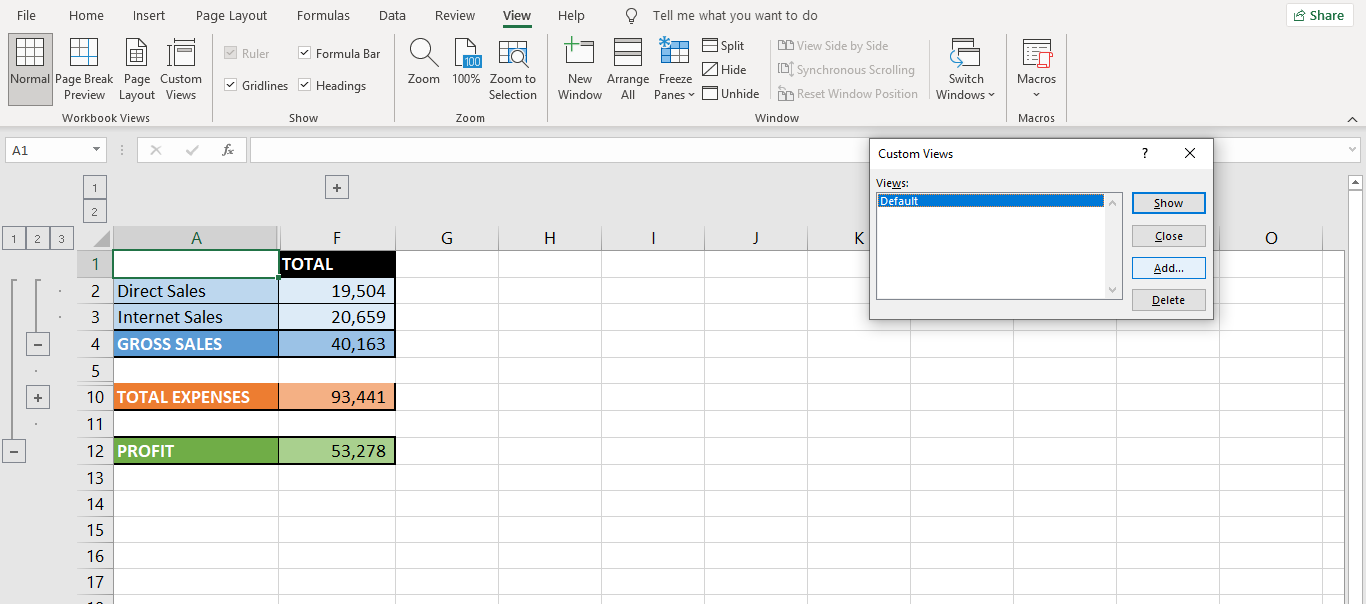 File Home Insert Page Layout Formulas Data Review View Help Tell me what you want to do Share
Normal
Page Break Preview
Page Layout
Custom Views
Workbook Views
Ruler
Formula Bar
Gridlines
Headings
Show
Zoom
100
100%
Zoom to Selection
Zoom
New Window
Arrange All
Freeze Panes
Split
Hide
Unhide
View Side by Side
Synchronous Scrolling
Reset Window Position
Window
Switch Windows
Macros
Macros
A1
fx
Custom Views ?
Views:
Default
Show
Close
Add...
Delete
1
2
1 2 3
A F G H I J K O
1 TOTAL
2 Direct Sales 19,504
3 Internet Sales 20,659
4 GROSS SALES 40,163
5
10 TOTAL EXPENSES 93,441
11
12 PROFIT 53,278
13
14
15
16
17